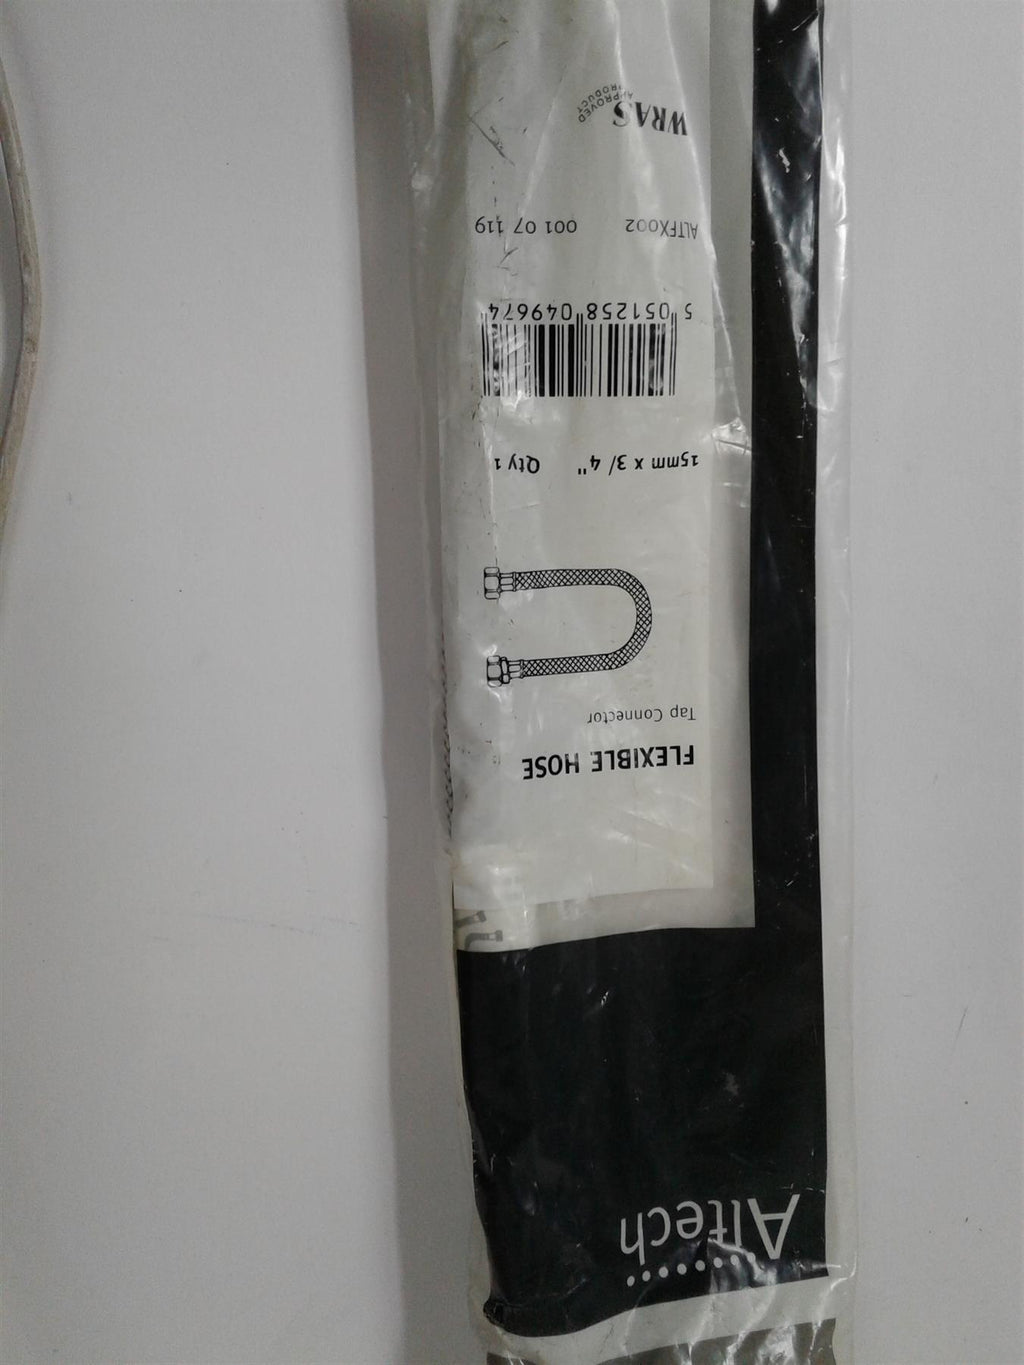 Altech
FLEXIBLE HOSE
Tap Connector
15mm x 3/4" Qty 1
5 051258 049674
ALTFX002 001 07 119
WRAS
APPROVED
PRODUCT